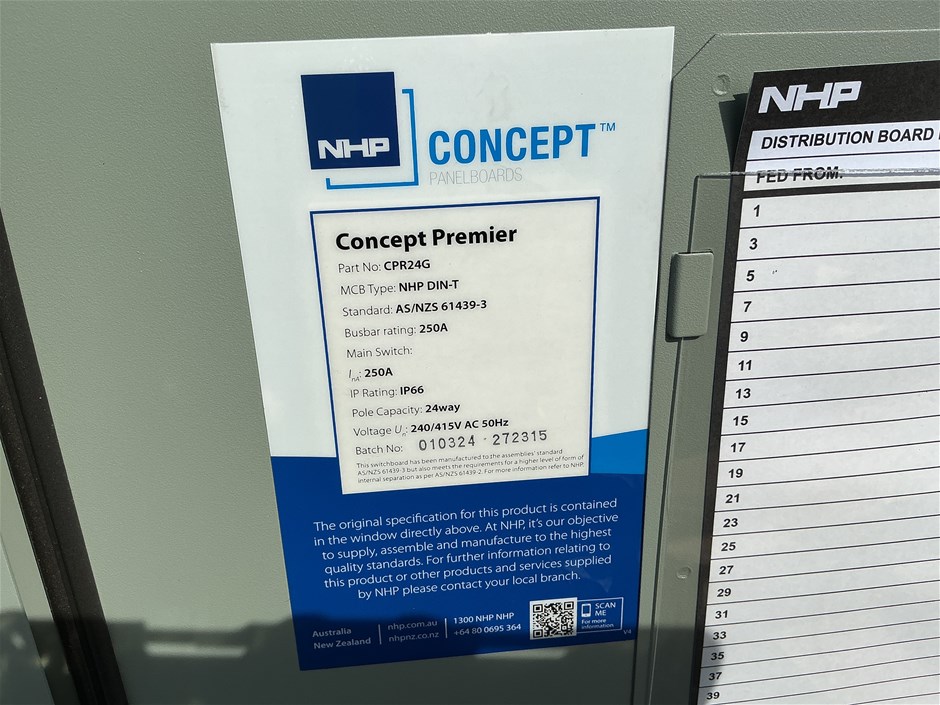 NHP
CONCEPT™
PANELBOARDS
Concept Premier
Part No: CPR24G
MCB Type: NHP DIN-T
Standard: AS/NZS 61439-3
Busbar rating: 250A
Main Switch:
InA: 250A
IP Rating: IP66
Pole Capacity: 24way
Voltage Un: 240/415V AC 50Hz
Batch No: 010324 - 272315
This switchboard has been manufactured to the assemblies' standard
AS/NZS 61439-3 but also meets the requirements for a higher level of form of
internal separation as per AS/NZS 61439-2. For more information refer to NHP.
The original specification for this product is contained
in the window directly above. At NHP, it's our objective
to supply, assemble and manufacture to the highest
quality standards. For further information relating to
this product or other products and services supplied
by NHP please contact your local branch.
Australia nhp.com.au 1300 NHP NHP
New Zealand nhpnz.co.nz +64 80 0695 364
SCAN
ME
For more
information
V4
NHP
DISTRIBUTION BOARD
FED FROM:
1
3
5
7
9
11
13
15
17
19
21
23
25
27
29
31
33
35
37
39